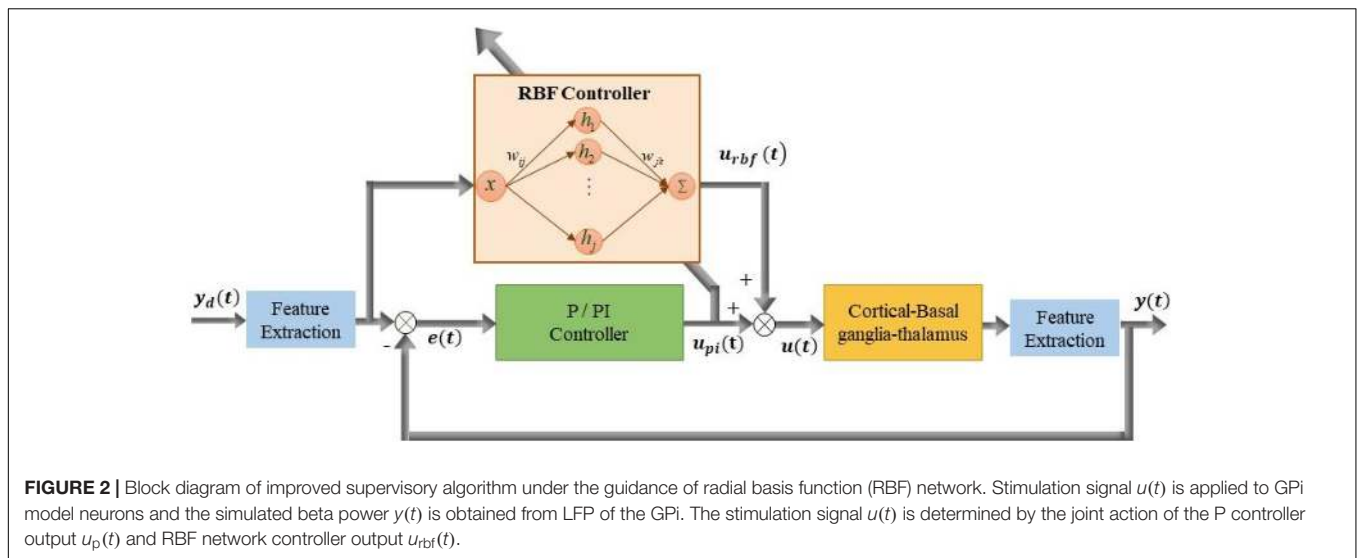 RBF Controller
h₁
w_ij
h₂
w_jk
x
⋮
Σ
h_j
u_rbf(t)
y_d(t)
Feature
Extraction
-
e(t)
P / PI
Controller
+
+
u_pi(t)
u(t)
Cortical-Basal
ganglia-thalamus
Feature
Extraction
y(t)
FIGURE 2 | Block diagram of improved supervisory algorithm under the guidance of radial basis function (RBF) network. Stimulation signal u(t) is applied to GPi
model neurons and the simulated beta power y(t) is obtained from LFP of the GPi. The stimulation signal u(t) is determined by the joint action of the P controller
output u_p(t) and RBF network controller output u_rbf(t).